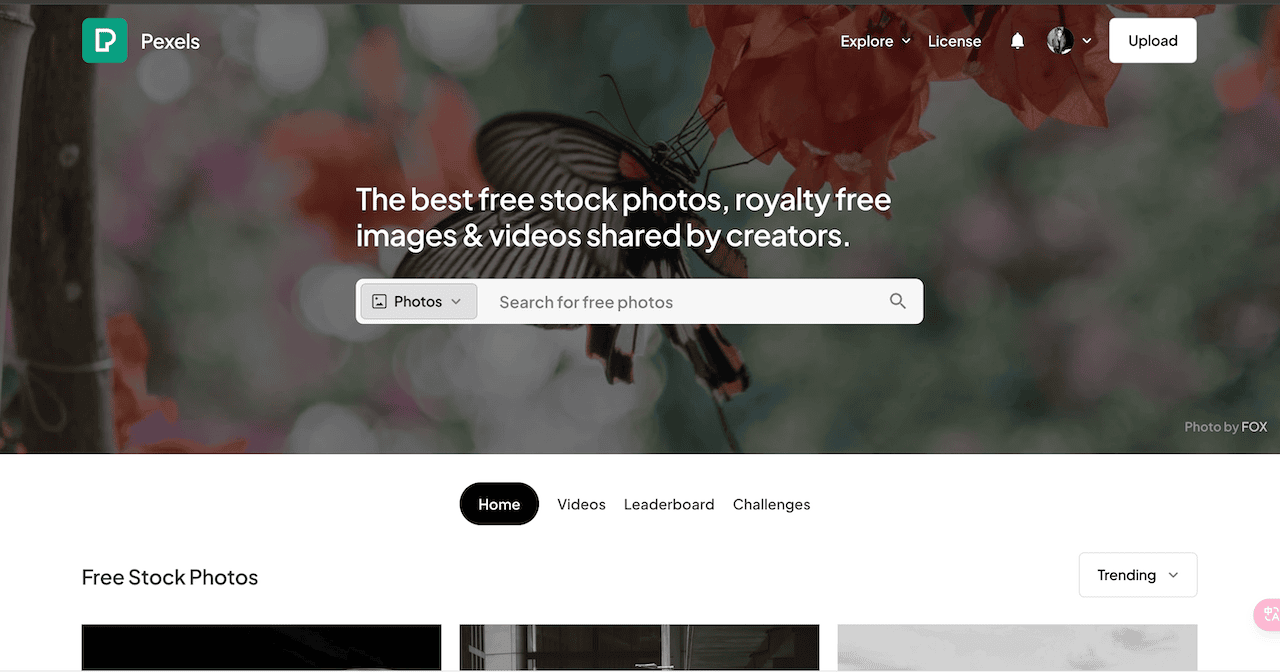 Pexels
Explore
License
Upload
The best free stock photos, royalty free
images & videos shared by creators.
Photos
Search for free photos
Photo by FOX
Home
Videos
Leaderboard
Challenges
Free Stock Photos
Trending
中
A